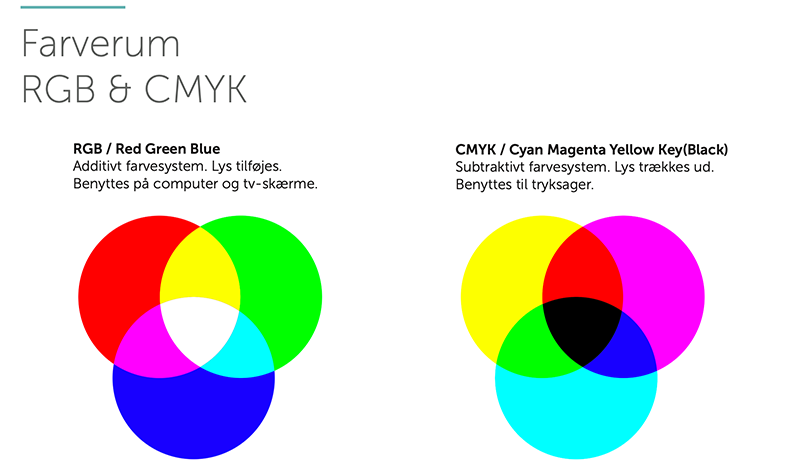 Farverum
RGB & CMYK
RGB / Red Green Blue
Additivt farvesystem. Lys tilføjes.
Benyttes på computer og tv-skærme.
CMYK / Cyan Magenta Yellow Key(Black)
Subtraktivt farvesystem. Lys trækkes ud.
Benyttes til tryksager.